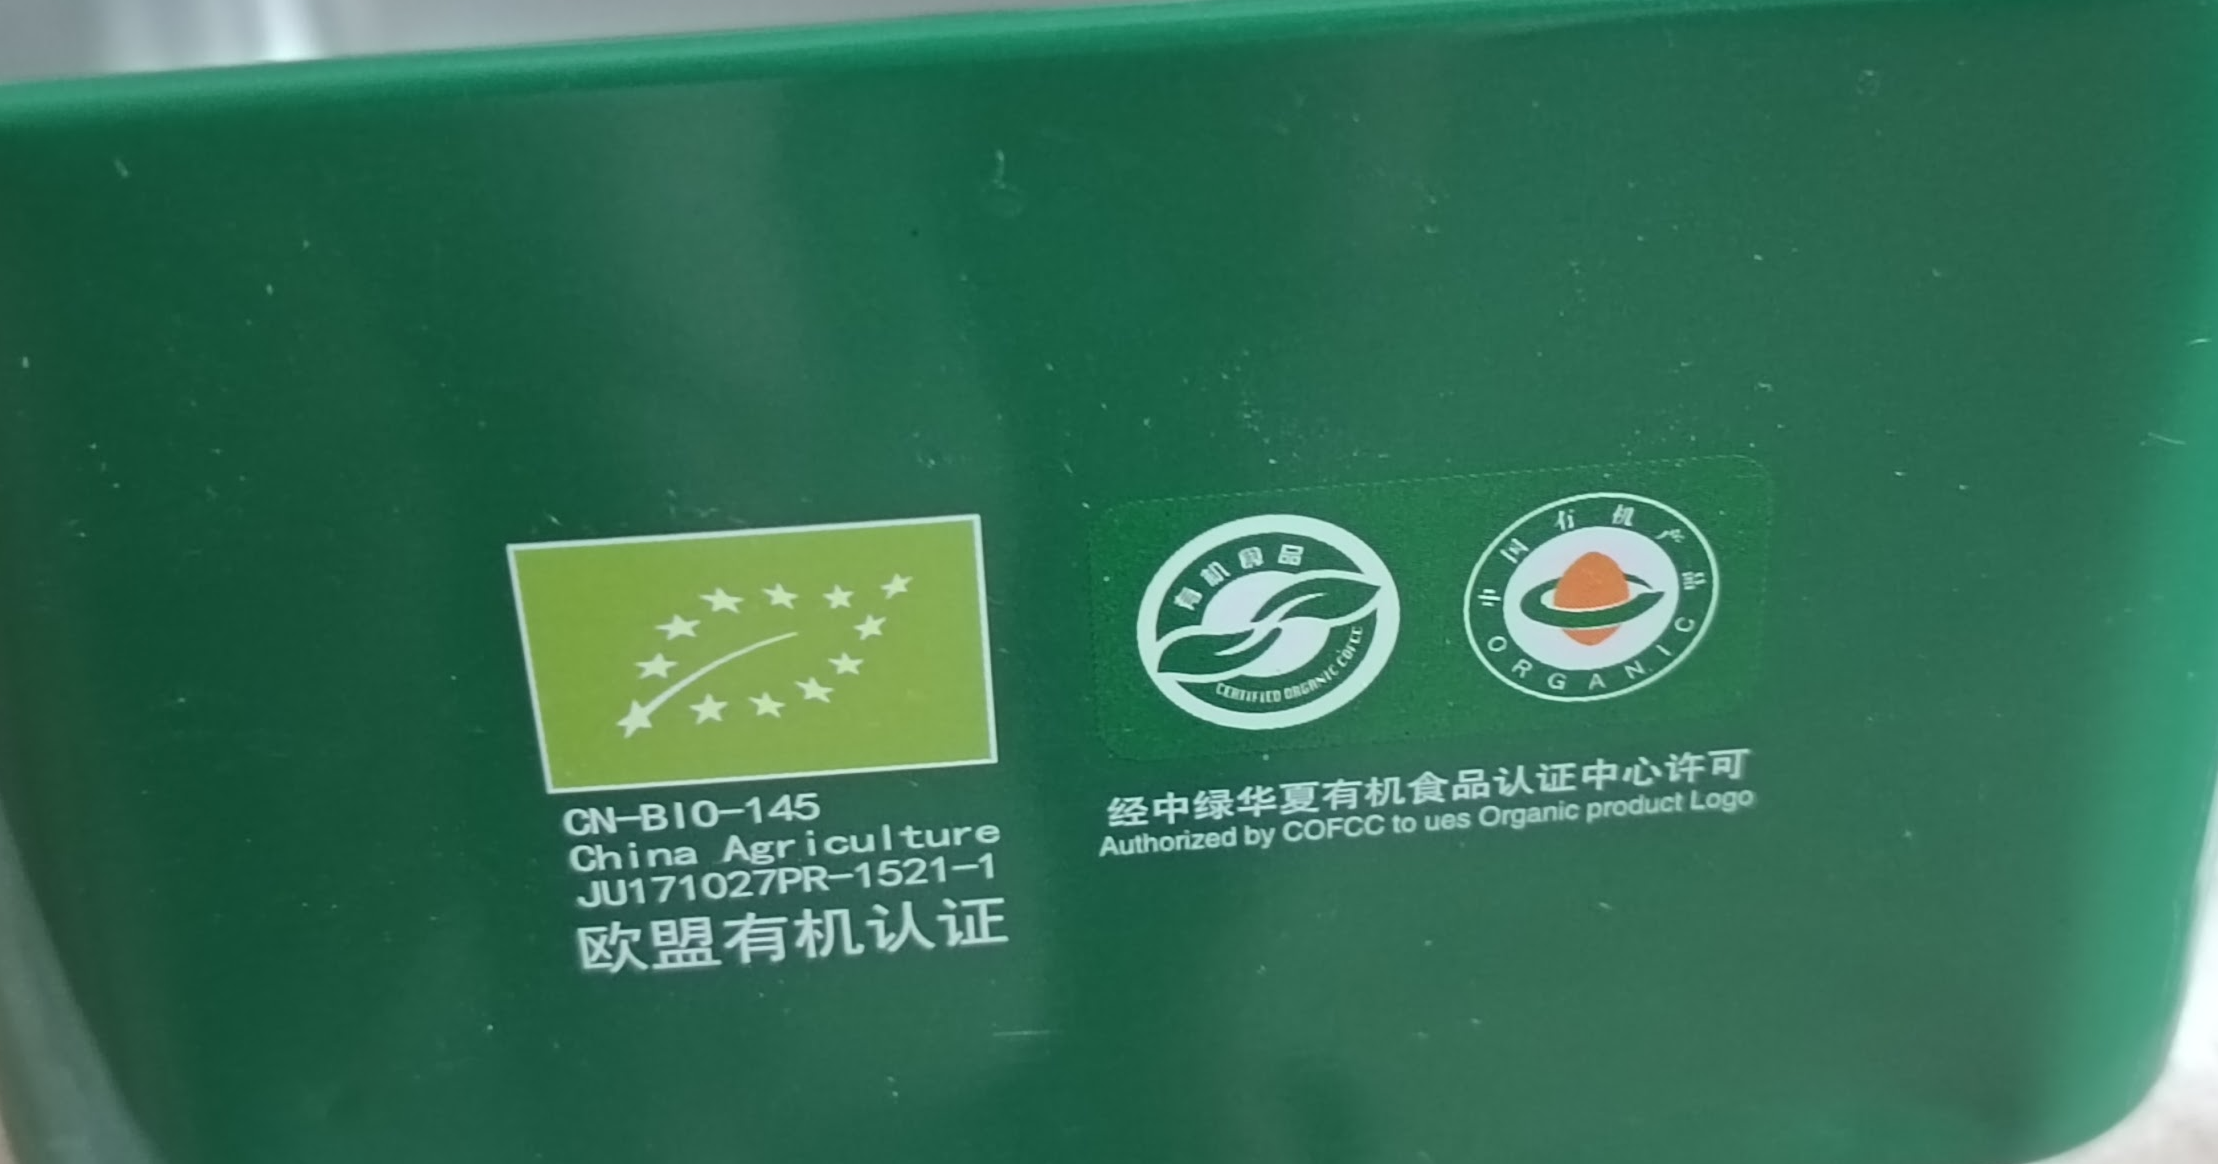 CN-BIO-145
China Agriculture
JU171027PR-1521-1
欧盟有机认证
有机食品
CERTIFIED ORGANIC COFCC
中国有机产品
ORGANIC
经中绿华夏有机食品认证中心许可
Authorized by COFCC to ues Organic product Logo